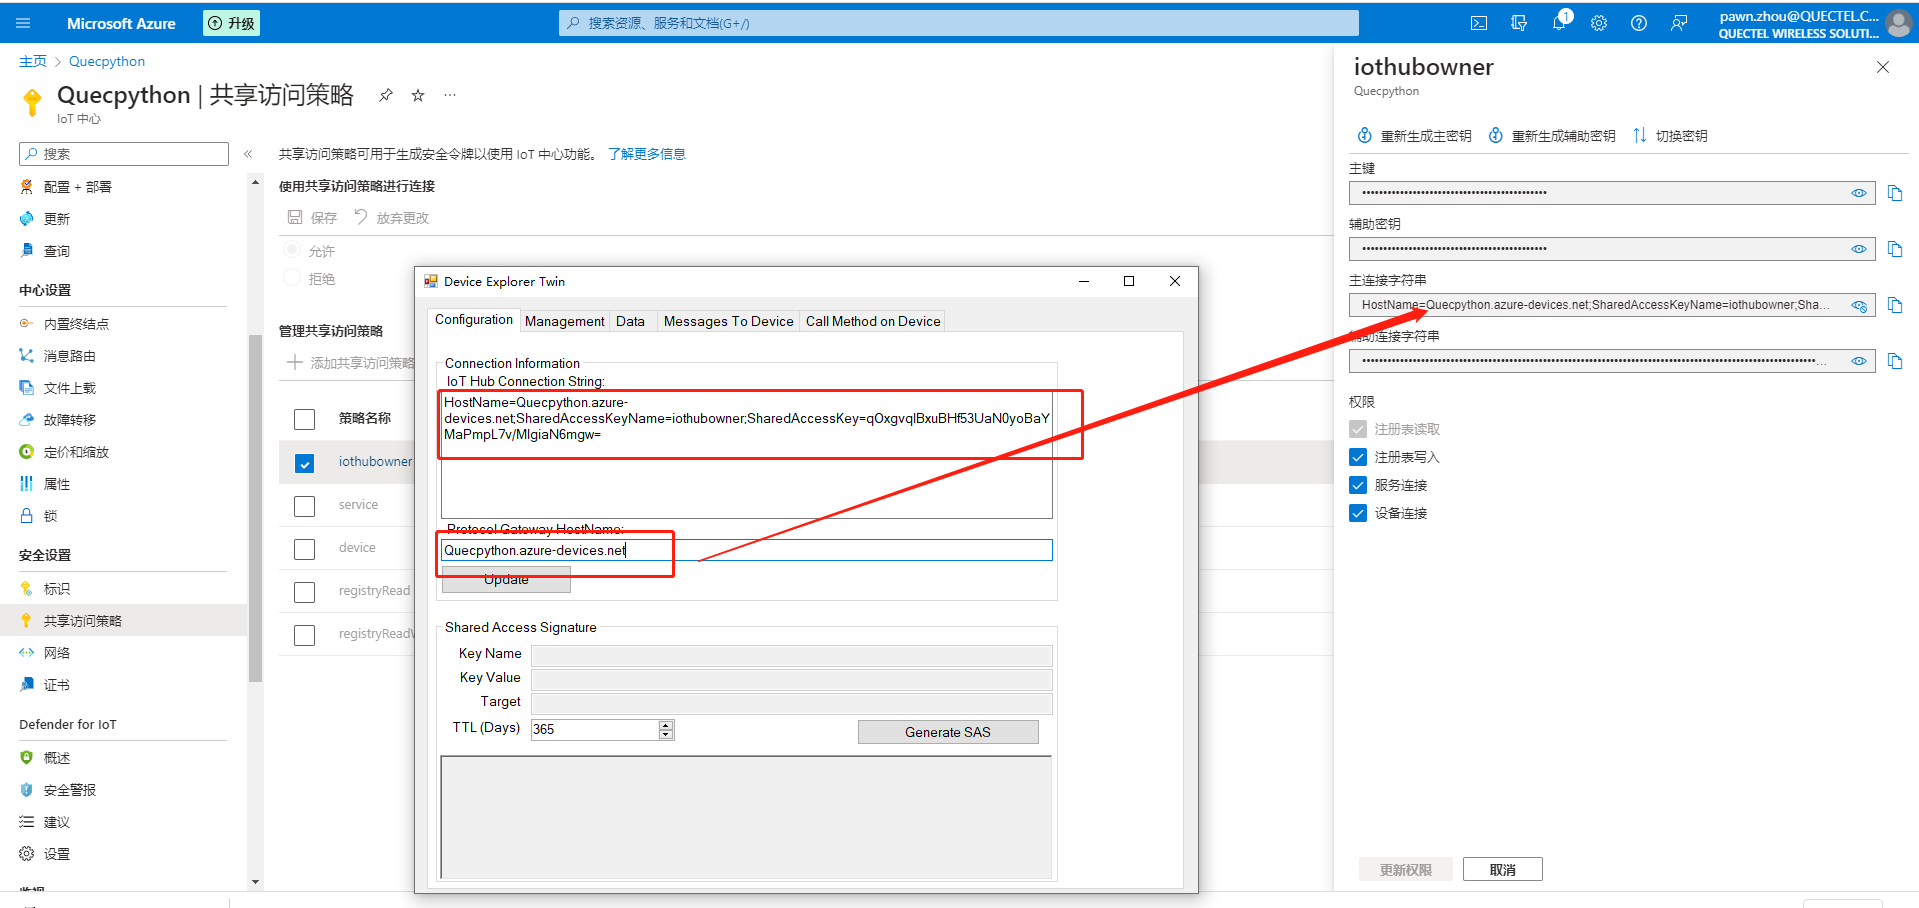 Microsoft Azure
升级
搜索资源、服务和文档(G+/)
1
pawn.zhou@QUECTEL.C...
QUECTEL WIRELESS SOLUTI...
主页 > Quecpython
Quecpython | 共享访问策略
IoT 中心
搜索
配置 + 部署
更新
查询
中心设置
内置终结点
消息路由
文件上载
故障转移
定价和缩放
属性
锁
安全设置
标识
共享访问策略
网络
证书
Defender for IoT
概述
安全警报
建议
设置
共享访问策略可用于生成安全令牌以使用 IoT 中心功能。 了解更多信息
使用共享访问策略进行连接
保存 放弃更改
允许
拒绝
管理共享访问策略
添加共享访问策略
策略名称
iothubowner
service
device
registryRead
Device Explorer Twin
Configuration Management Data Messages To Device Call Method on Device
Connection Information
IoT Hub Connection String:
HostName=Quecpython.azure-
devices.net;SharedAccessKeyName=iothubowner;SharedAccessKey=qOxgvqlBxuBHf53UaN0yoBaY
MaPmpL7v/MlgiaN6mgw=
Protocol Gateway HostName:
Quecpython.azure-devices.net
Update
Shared Access Signature
Key Name
Key Value
Target
TTL (Days) 365
Generate SAS
iothubowner
Quecpython
重新生成主密钥 重新生成辅助密钥 切换密钥
主键
辅助密钥
主连接字符串
HostName=Quecpython.azure-devices.net;SharedAccessKeyName=iothubowner;Sha...
辅助连接字符串
权限
注册表读取
注册表写入
服务连接
设备连接
更新权限 取消